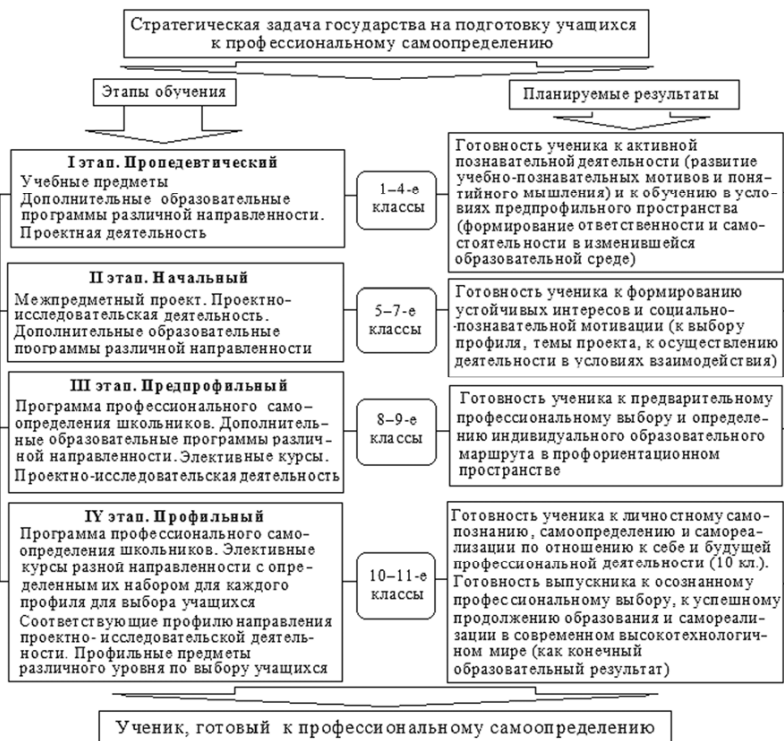 Стратегическая задача государства на подготовку учащихся
к профессиональному самоопределению
Этапы обучения
Планируемые результаты
I этап. Пропедевтический
Учебные предметы
Дополнительные образовательные
программы различной направленности.
Проектная деятельность
1–4-е
классы
Готовность ученика к активной
познавательной деятельности (развитие
учебно-познавательных мотивов и поня-
тийного мышления) и к обучению в усло-
виях предпрофильного пространства
(формирование ответственности и само-
стоятельности в изменившейся
образовательной среде)
II этап. Начальный
Межпредметный проект. Проектно-
исследовательская деятельность.
Дополнительные образовательные
программы различной направленности
5–7-е
классы
Готовность ученика к формированию
устойчивых интересов и социально-
-познавательной мотивации (к выбору
профиля, темы проекта, к осуществлению
деятельности в условиях взаимодействия)
III этап. Предпрофильный
Программа профессионального само–
определения школьников. Дополнитель-
ные образовательные программы различ-
ной направленности. Элективные курсы.
Проектно-исследовательская деятельность
8–9-е
классы
Готовность ученика к предварительному
профессиональному выбору и определе-
нию индивидуального образовательного
маршрута в профориентационном
пространстве
IY этап. Профильный
Программа профессионального само-
определения школьников. Элективные
курсы разной направленности с опре-
деленным их набором для каждого
профиля для выбора учащихся
Соответствующие профилю направления
проектно- исследовательской деятель-
ности. Профильные предметы
различного уровня по выбору учащихся
10–11-е
классы
Готовность ученика к личностному само-
познанию, самоопределению и самореа-
лизации по отношению к себе и будущей
профессиональной деятельности (10 кл.).
Готовность выпускника к осознанному
профессиональному выбору, к успешному
продолжению образования и самореали-
зации в современном высокотехнологич-
ном мире (как конечный
образовательный результат)
Ученик, готовый к профессиональному самоопределению